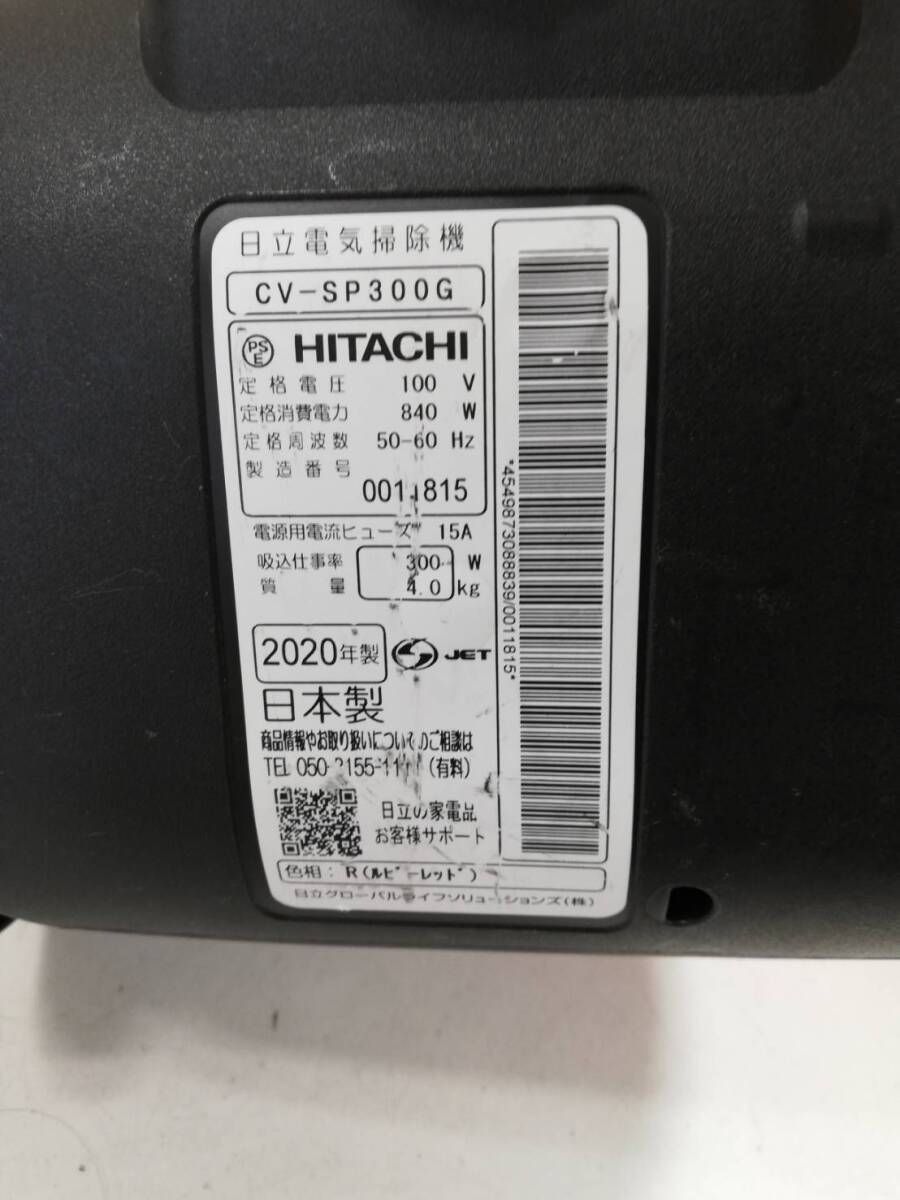 日立電気掃除機
CV-SP300G
PSE HITACHI
定格電圧 100 V
定格消費電力 840 W
定格周波数 50-60 Hz
製造番号
0011815
電源用電流ヒューズ 15A
吸込仕事率 300 W
質量 4.0 kg
2020年製 JET
日本製
商品情報やお取り扱いについてのご相談は
TEL (有料)
日立の家電品
お客様サポート
色相: R(ルビーレッド)
日立グローバルライフソリューションズ(株)
*4549873088839/0011815*